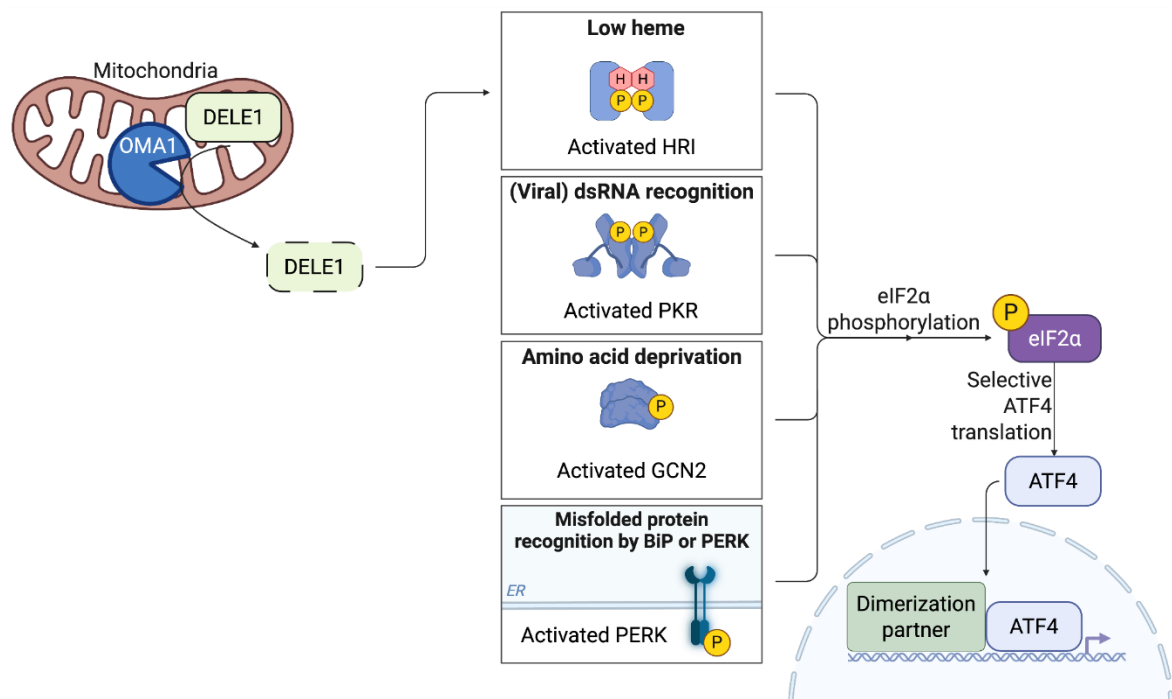 Mitochondria
DELE1
OMA1
DELE1
Low heme
H H
P P
Activated HRI
(Viral) dsRNA recognition
P P
Activated PKR
Amino acid deprivation
P
Activated GCN2
Misfolded protein
recognition by BiP or PERK
ER
Activated PERK
P
eIF2α
phosphorylation
P
eIF2α
Selective
ATF4
translation
ATF4
Dimerization
partner
ATF4